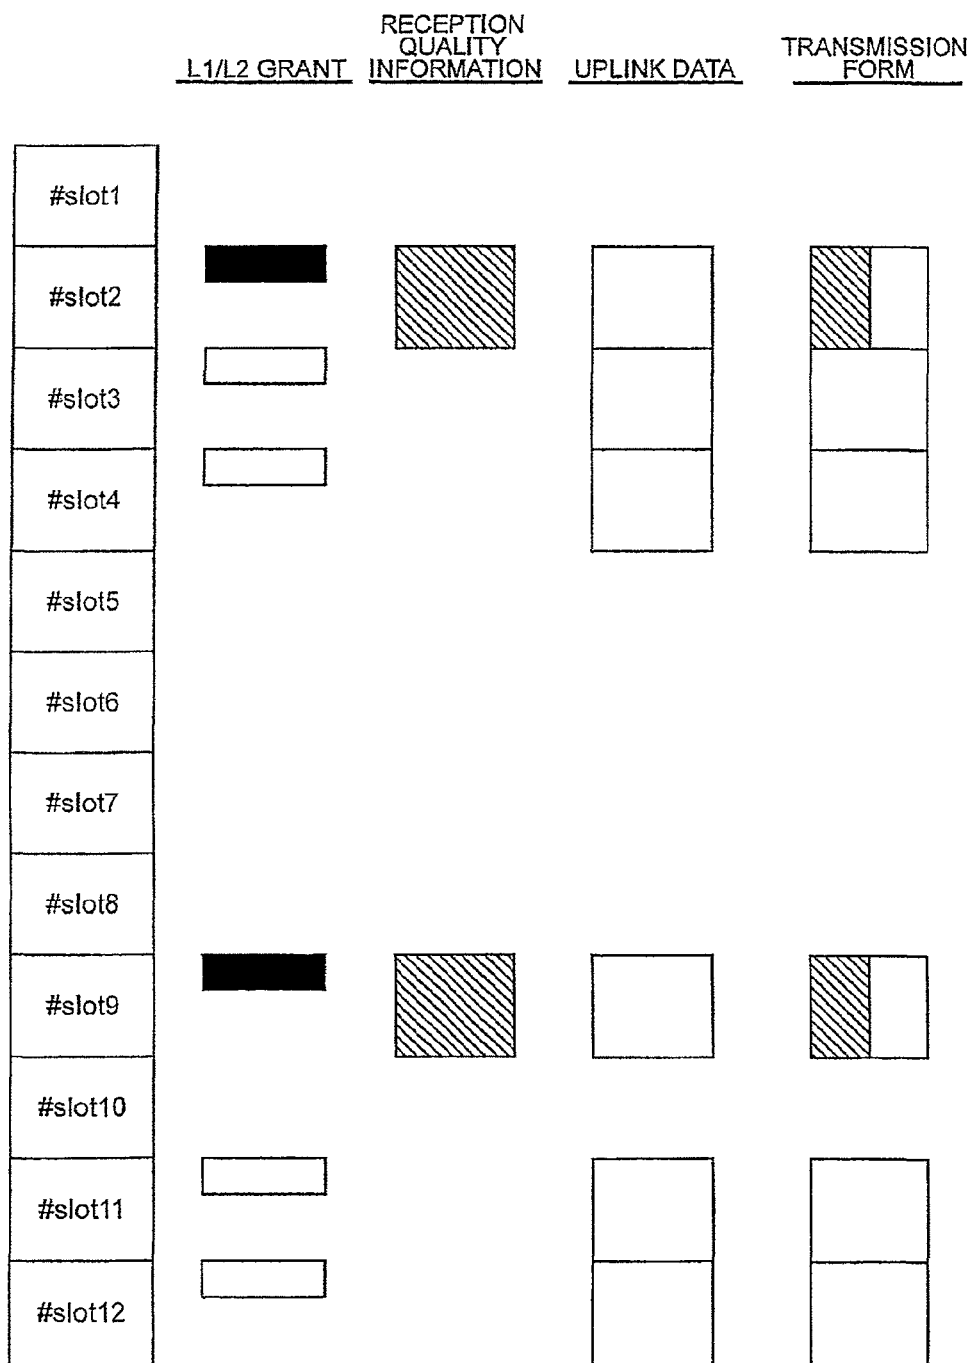 RECEPTION
QUALITY
L1/L2 GRANT INFORMATION UPLINK DATA
TRANSMISSION
FORM
#slot1
#slot2
#slot3
#slot4
#slot5
#slot6
#slot7
#slot8
#slot9
#slot10
#slot11
#slot12